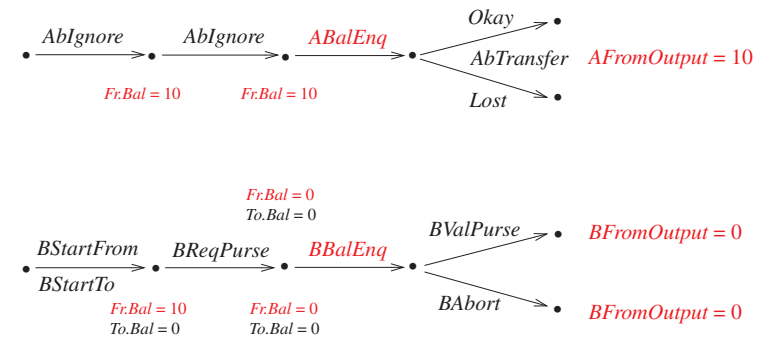 Okay
AbIgnore AbIgnore ABalEnq
AbTransfer AFromOutput = 10
Fr.Bal = 10 Fr.Bal = 10
Lost
Fr.Bal = 0
To.Bal = 0
BStartFrom BReqPurse BBalEnq BValPurse BFromOutput = 0
BStartTo
BAbort BFromOutput = 0
Fr.Bal = 10 Fr.Bal = 0
To.Bal = 0 To.Bal = 0